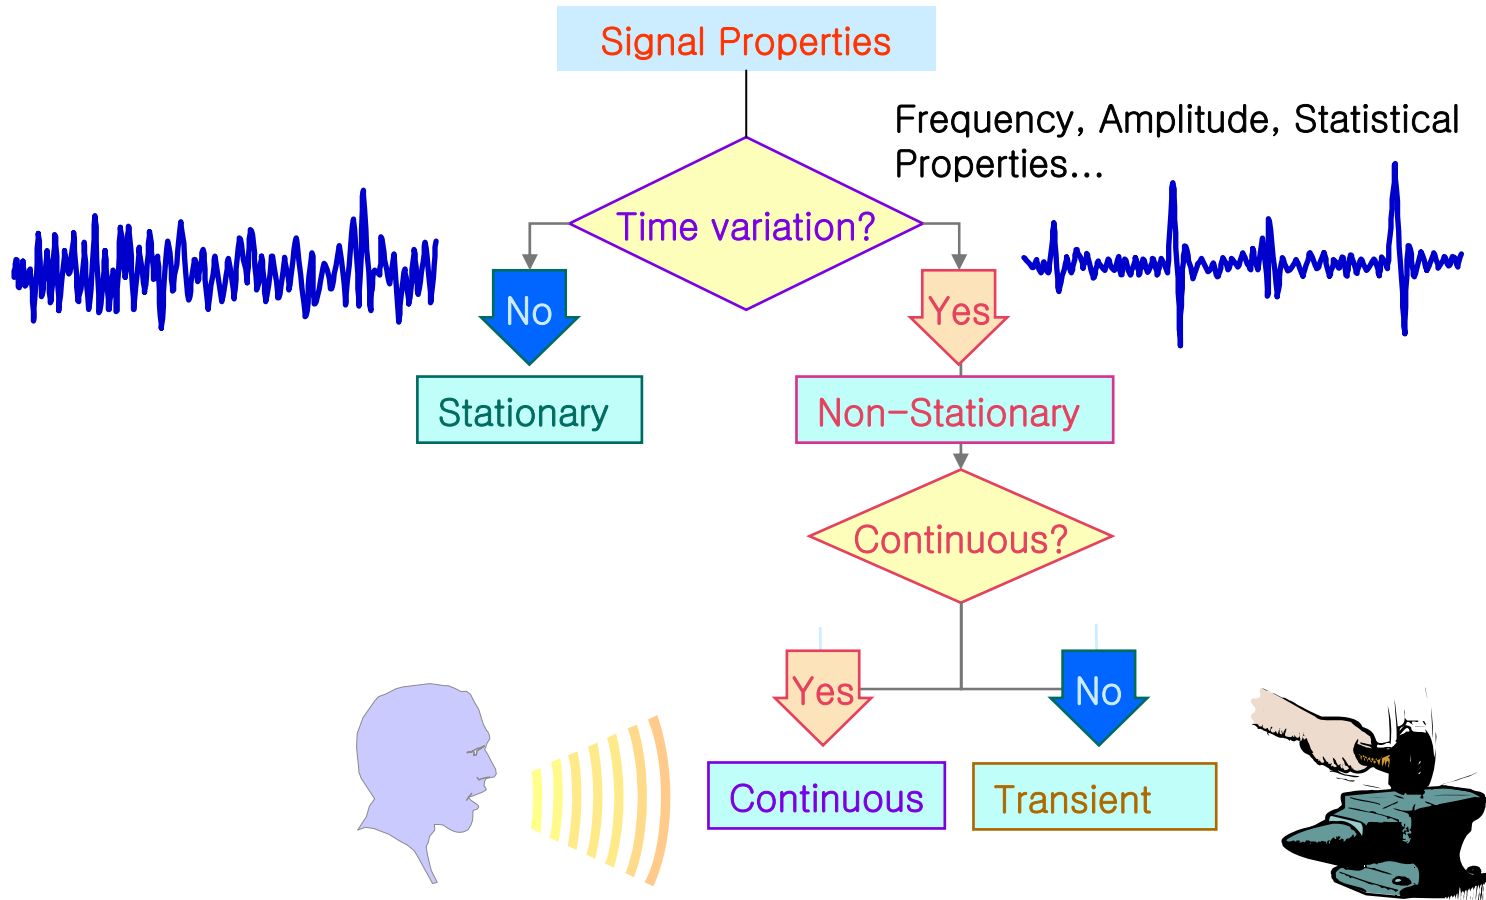 Signal Properties
Frequency, Amplitude, Statistical
Properties...
Time variation?
No
Yes
Stationary
Non-Stationary
Continuous?
Yes
No
Continuous
Transient